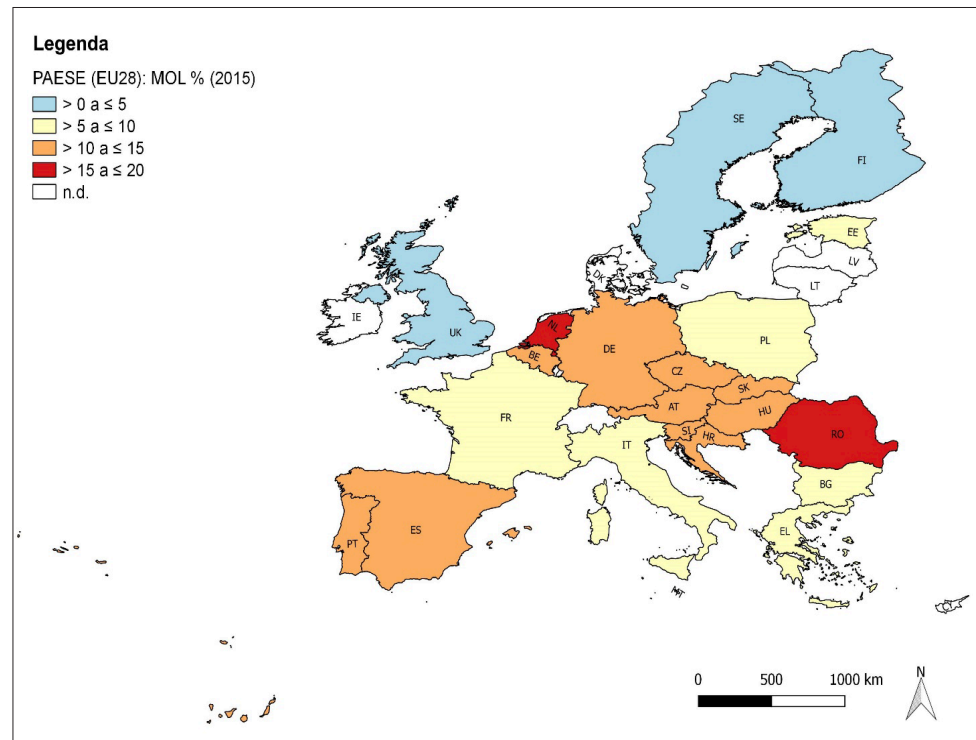 Legenda
PAESE (EU28): MOL % (2015)
> 0 a ≤ 5
> 5 a ≤ 10
> 10 a ≤ 15
> 15 a ≤ 20
n.d.
SE
FI
EE
LV
LT
DK
IE
UK
NL
BE
DE
PL
CZ
SK
AT
HU
FR
SI
HR
RO
IT
BG
EL
ES
PT
MT
CY
N
0 500 1000 km